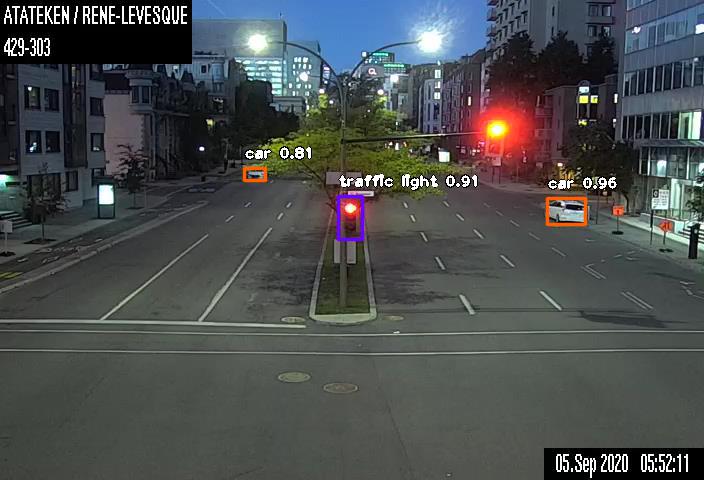 ATATEKEN / RENE-LEVESQUE
429-303
car 0.81
traffic light 0.91
car 0.96
05.Sep 2020 05:52:11